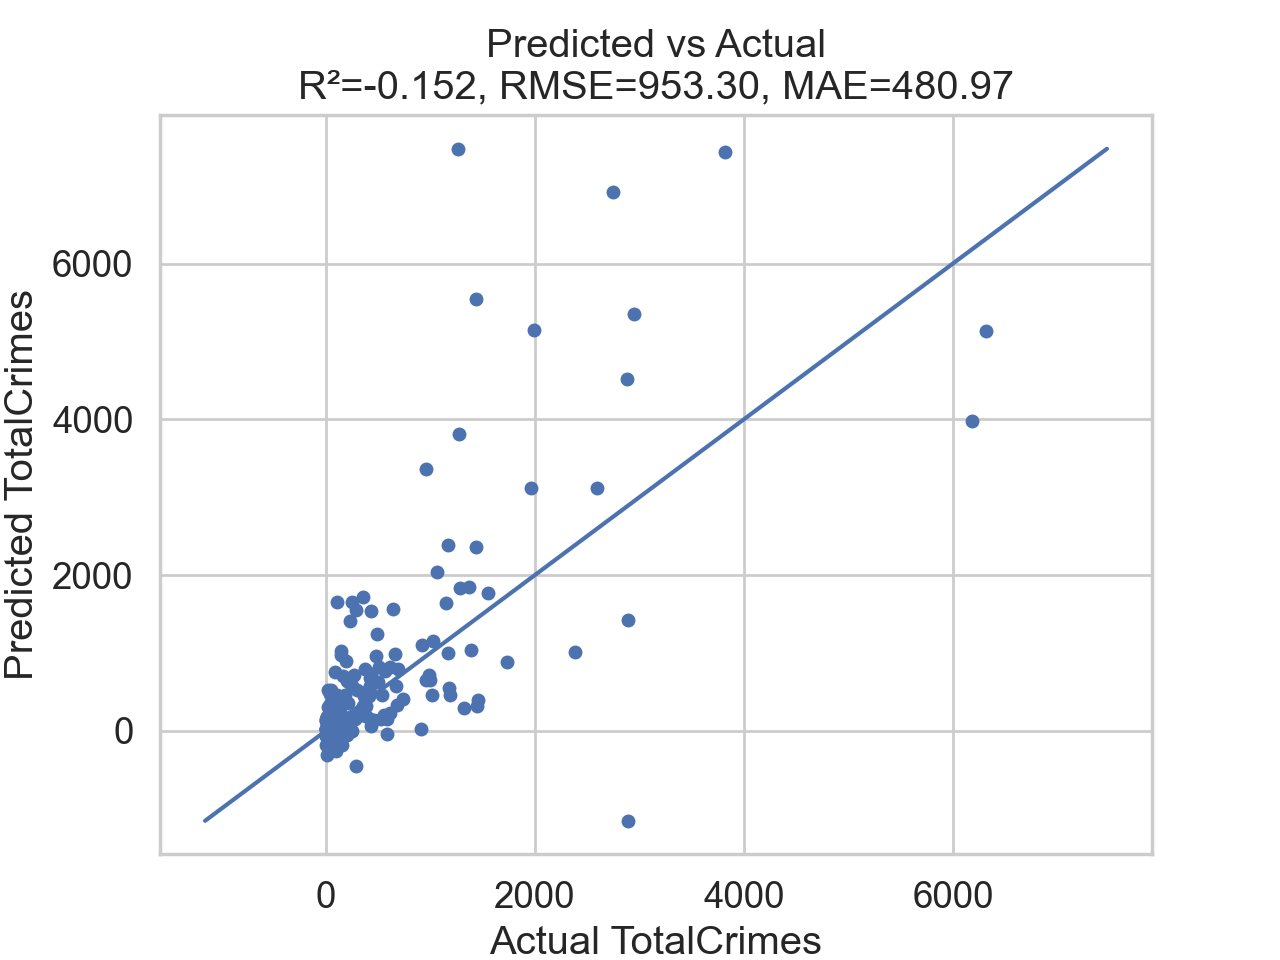 Predicted vs Actual
R²=-0.152, RMSE=953.30, MAE=480.97
Predicted TotalCrimes
6000
4000
2000
0
0 2000 4000 6000
Actual TotalCrimes